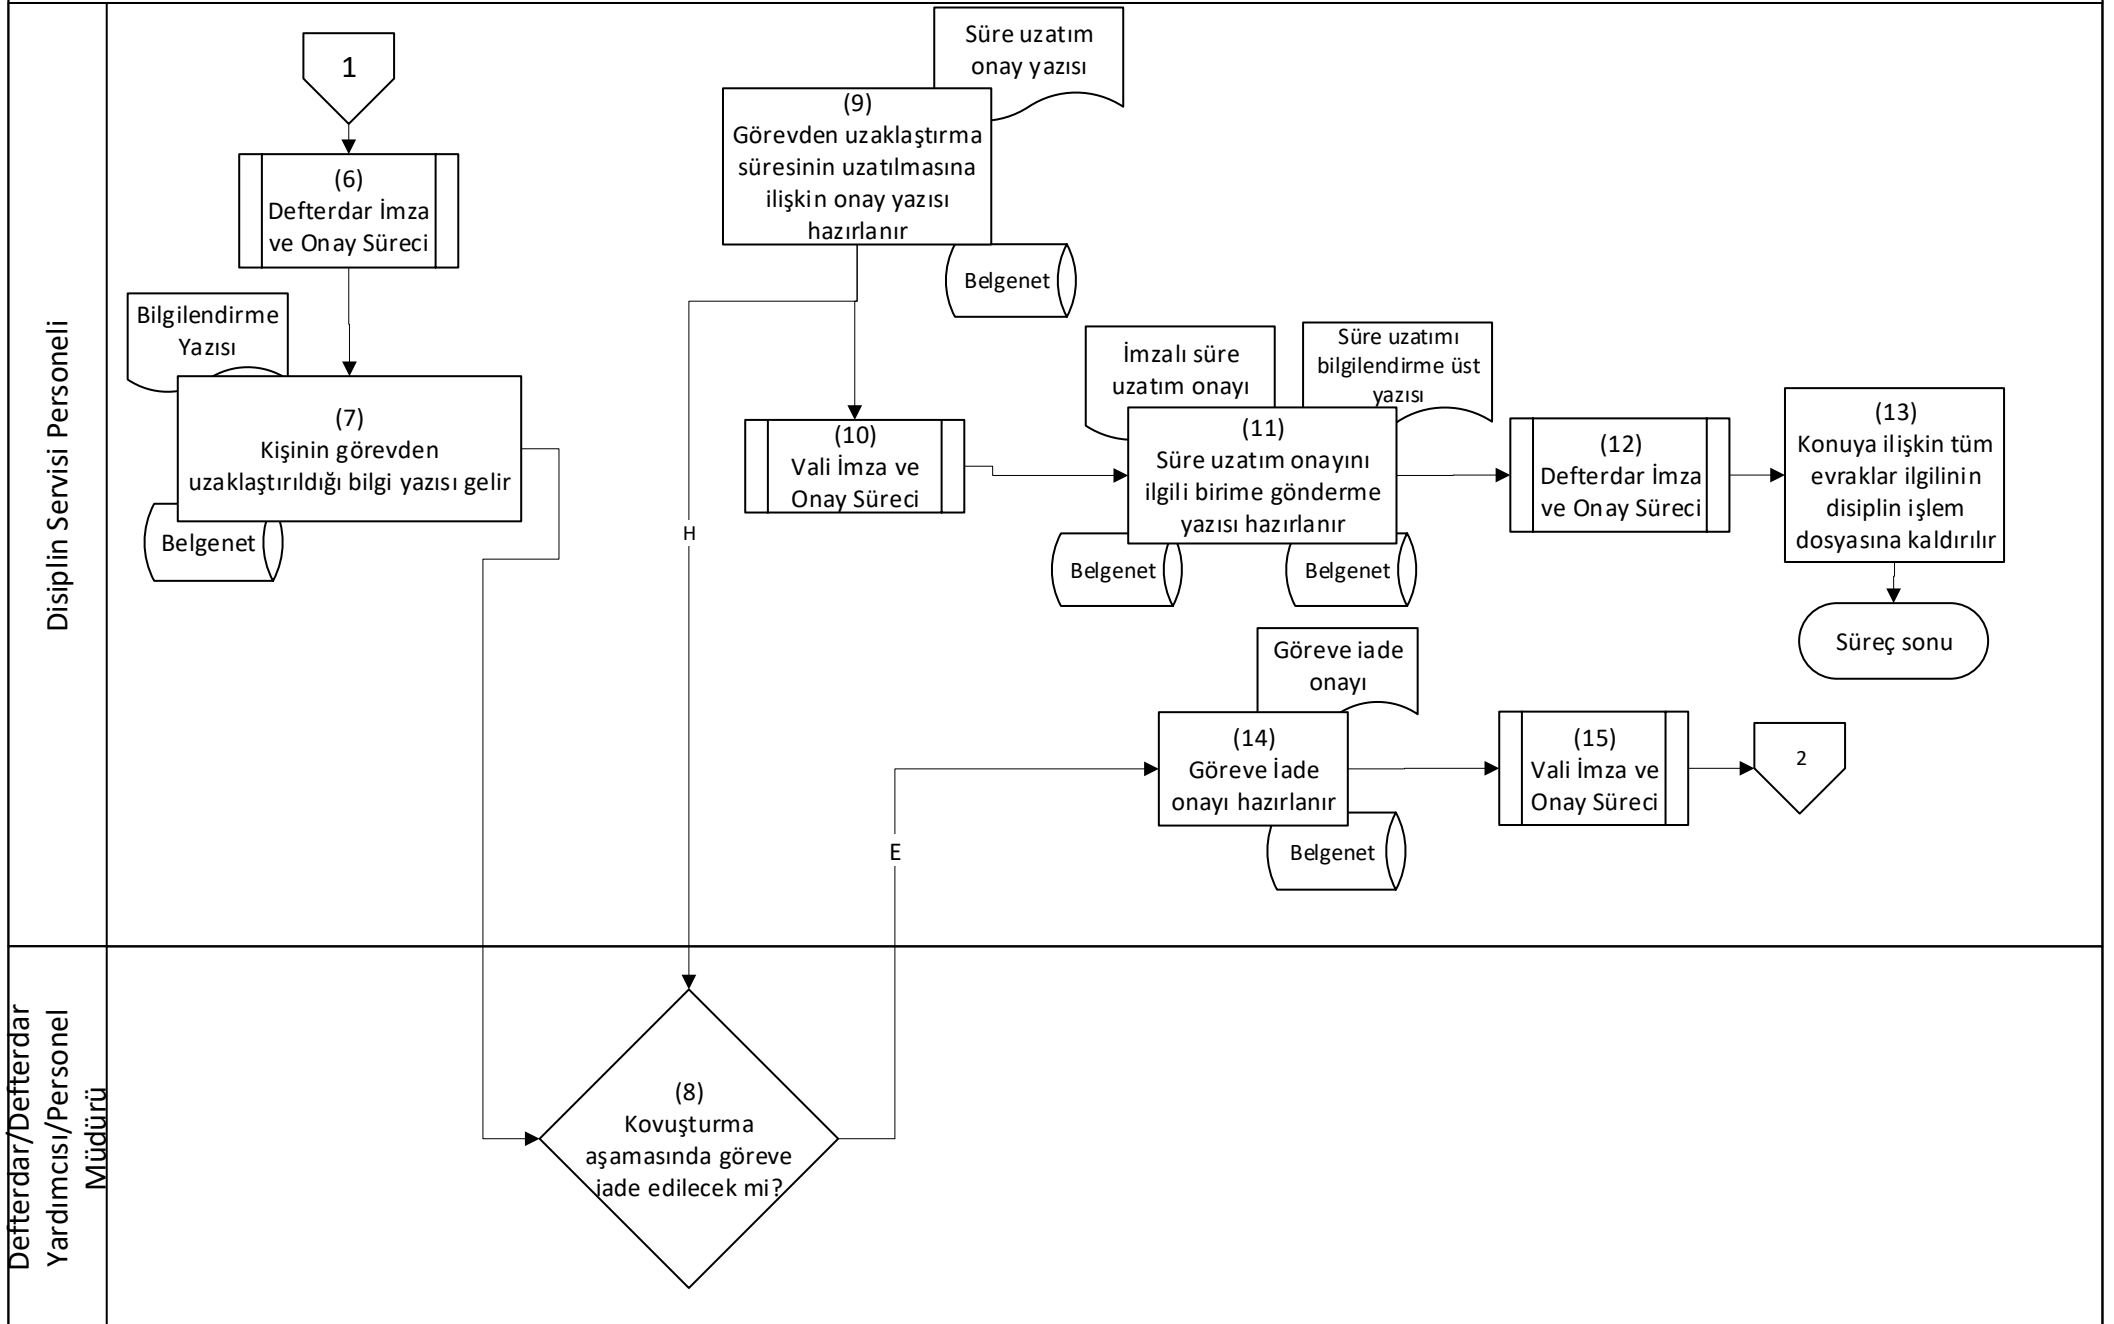 Disiplin Servisi Personeli
1
(6)
Defterdar İmza
ve Onay Süreci
Bilgilendirme
Yazısı
(7)
Kişinin görevden
uzaklaştırıldığı bilgi yazısı gelir
Belgenet
Süre uzatım
onay yazısı
(9)
Görevden uzaklaştırma
süresinin uzatılmasına
ilişkin onay yazısı
hazırlanır
Belgenet
H
(10)
Vali İmza ve
Onay Süreci
İmzalı süre
uzatım onayı
Süre uzatımı
bilgilendirme üst
yazısı
(11)
Süre uzatım onayını
ilgili birime gönderme
yazısı hazırlanır
Belgenet
Belgenet
(12)
Defterdar İmza
ve Onay Süreci
(13)
Konuya ilişkin tüm
evraklar ilgilinin
disiplin işlem
dosyasına kaldırılır
Süreç sonu
Göreve iade
onayı
(14)
Göreve İade
onayı hazırlanır
Belgenet
(15)
Vali İmza ve
Onay Süreci
2
E
Defterdar/Defterdar
Yardımcısı/Personel
Müdürü
(8)
Kovuşturma
aşamasında göreve
iade edilecek mi?